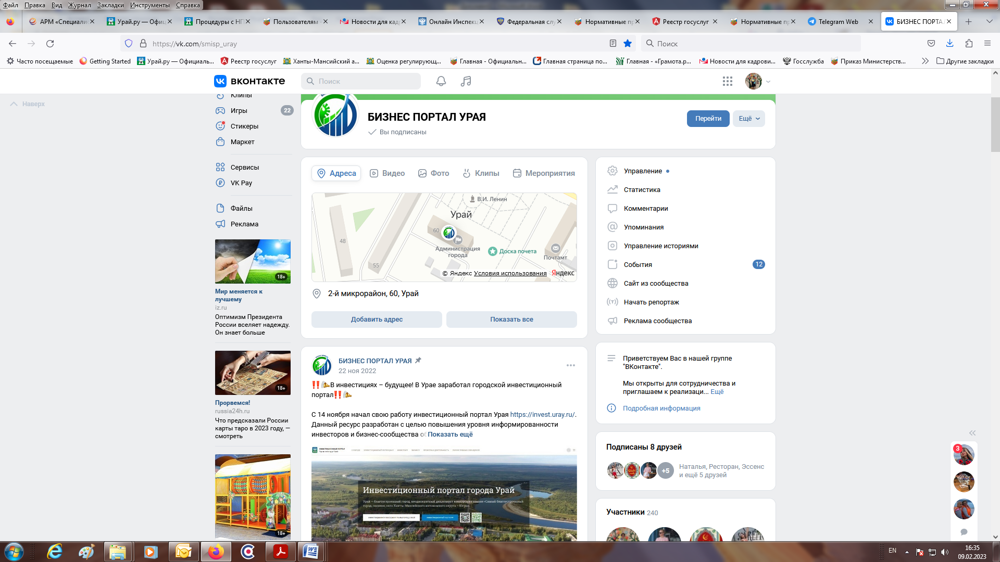 Файл Правка Вид Журнал Закладки Инструменты Справка
АРМ «Специали
Урай.ру — Офиц
Процедуры с НП
Пользователям -
Новости для кад
Онлайн Инспекц
Федеральная слу
Нормативные пр
Реестр госуслуг
Нормативные пр
Telegram Web
БИЗНЕС ПОРТА
https://vk.com/smisp_uray
Поиск
Часто посещаемые
Getting Started
Урай.ру — Официаль...
Реестр госуслуг
Ханты-Мансийский а...
Оценка регулирующ...
Главная - Официальн...
Главная страница по...
Главная - «Грамота.р...
Новости для кадрови...
Госслужба
Приказ Министерств...
Другие закладки
вконтакте
Поиск
Наверх
Клипы
Игры 22
Стикеры
Маркет
Сервисы
VK Pay
Файлы
Реклама
18+
Мир меняется к
лучшему
iz.ru
Оптимизм Президента
России вселяет надежду.
Он знает больше
18+
Прорвемся!
russia24h.ru
Что предсказали России
карты таро в 2023 году, —
смотреть
18+
БИЗНЕС ПОРТАЛ УРАЯ
Вы подписаны
Перейти
Ещё
Адреса Видео Фото Клипы Мероприятия
В.И. Ленин
Урай
60
48
Администрация
города
Доска почета
Почтамт
55
© Яндекс Условия использования Яндекс
2-й микрорайон, 60, Урай
Добавить адрес
Показать все
БИЗНЕС ПОРТАЛ УРАЯ
22 ноя 2022
‼️В инвестициях – будущее! В Урае заработал городской инвестиционный
портал‼️
С 14 ноября начал свою работу инвестиционный портал Урая https://invest.uray.ru/.
Данный ресурс разработан с целью повышения уровня информированности
инвесторов и бизнес-сообщества об Показать ещё
Инвестиционный портал города Урай
Управление
Статистика
Комментарии
Упоминания
Управление историями
События 12
Сайт из сообщества
Начать репортаж
Реклама сообщества
Приветствуем Вас в нашей группе
"ВКонтакте".
Мы открыты для сотрудничества и
приглашаем к реализаци... Ещё
Подробная информация
Подписаны 8 друзей
+5
Наталья, Ресторан, Эссенс
и ещё 5 друзей
Участники 240
3
EN
16:35
09.02.2023